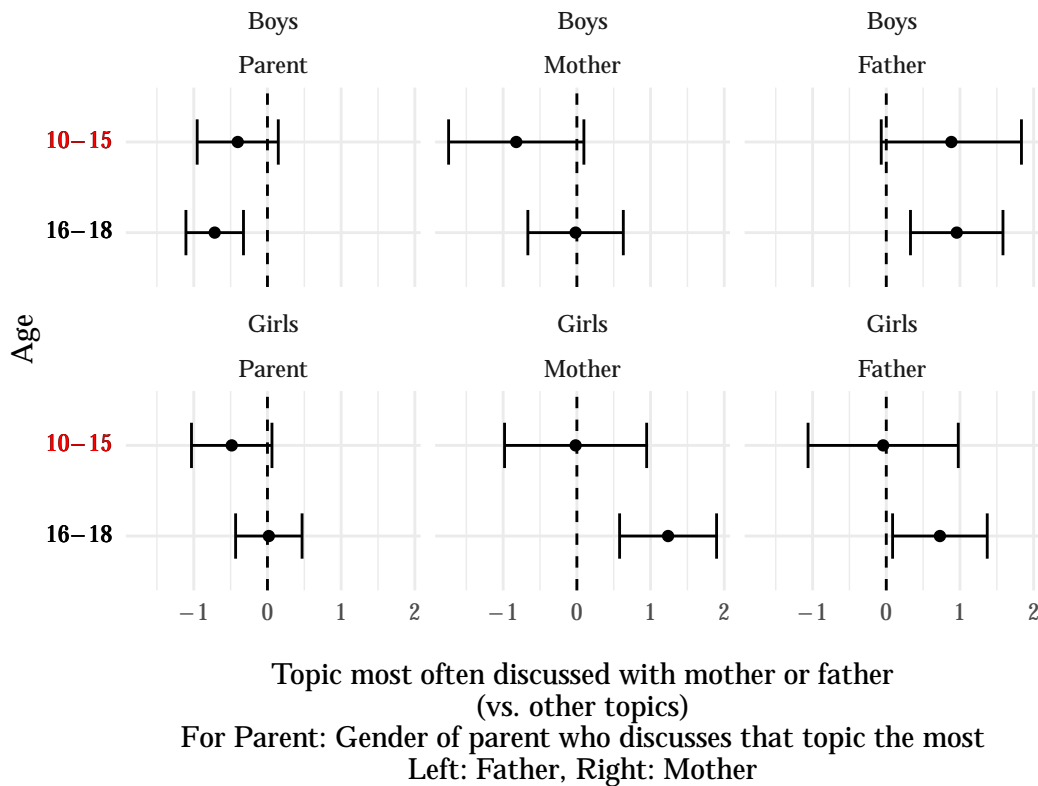 Boys Boys Boys
Parent Mother Father
10−15
16−18
Age
Girls Girls Girls
Parent Mother Father
10−15
16−18
−1 0 1 2 −1 0 1 2 −1 0 1 2
Topic most often discussed with mother or father
(vs. other topics)
For Parent: Gender of parent who discusses that topic the most
Left: Father, Right: Mother